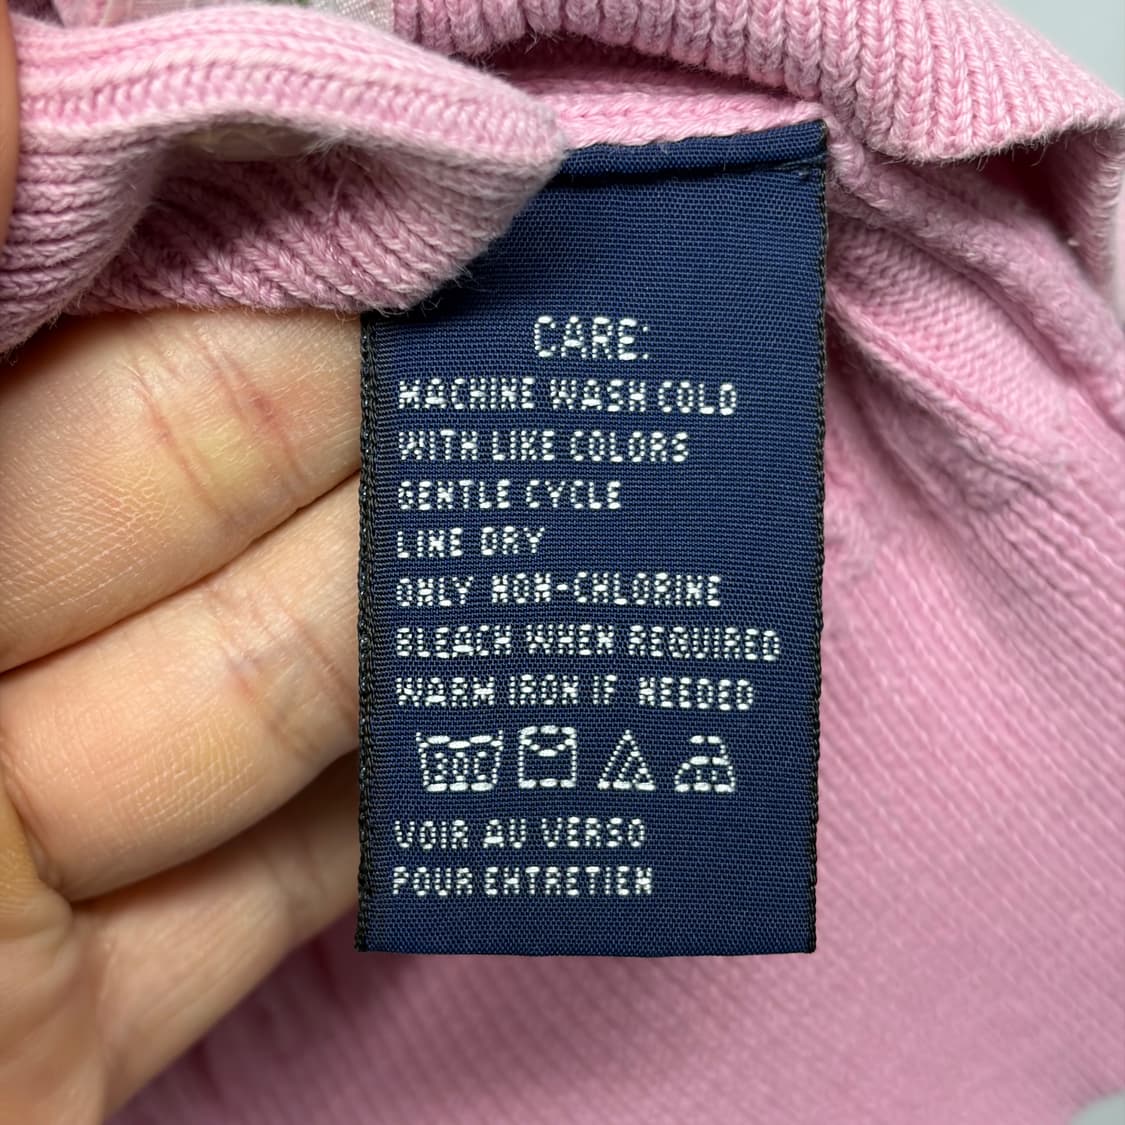 CARE:
MACHINE WASH COLD
WITH LIKE COLORS
GENTLE CYCLE
LINE DRY
ONLY NON-CHLORINE
BLEACH WHEN REQUIRED
WARM IRON IF NEEDED
30C
VOIR AU VERSO
POUR ENTRETIEN